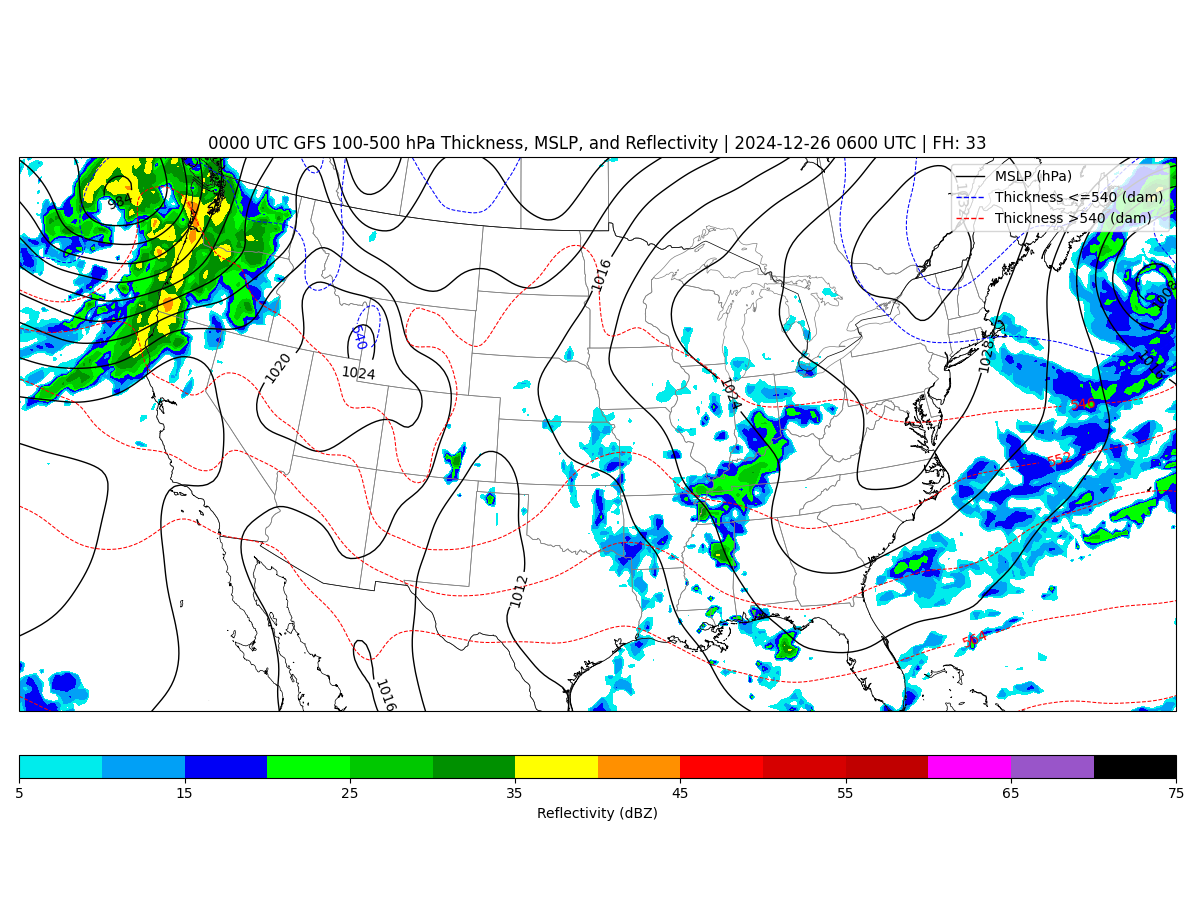 0000 UTC GFS 100-500 hPa Thickness, MSLP, and Reflectivity | 2024-12-26 0600 UTC | FH: 33
MSLP (hPa)
Thickness <=540 (dam)
Thickness >540 (dam)
984
1016
540
1020
1024
1024
1028
552
1012
564
1016
5 15 25 35 45 55 65 75
Reflectivity (dBZ)